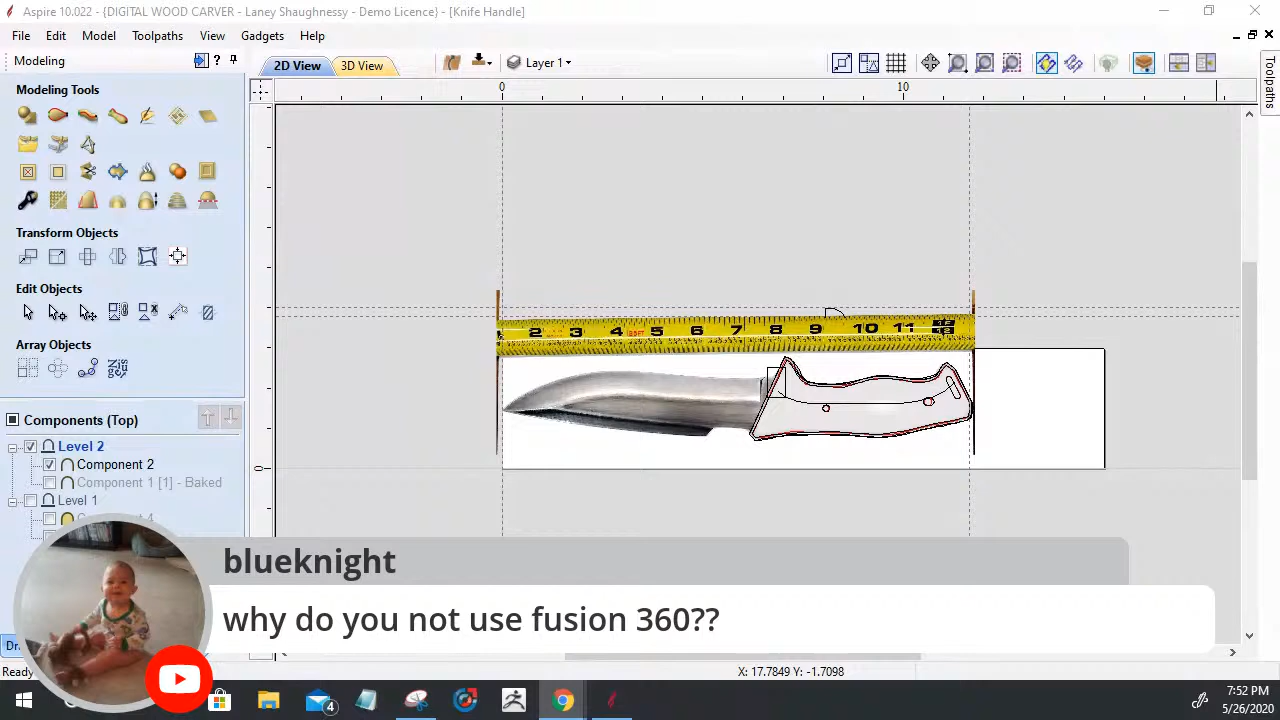 Aspire 10.022 - {DIGITAL WOOD CARVER - Laney Shaughnessy - Demo Licence} - [Knife Handle]
File Edit Model Toolpaths View Gadgets Help
Modeling
2D View 3D View Layer 1
Toolpaths
0 10
Modeling Tools
Transform Objects
Edit Objects
Array Objects
2 3 4 5 6 7 8 9 10 11
Components (Top)
Level 2
Component 2
Component 1 [1] - Baked
Level 1
0
blueknight
why do you not use fusion 360??
X: 17.7849 Y: -1.7098
4
7:52 PM
5/26/2020